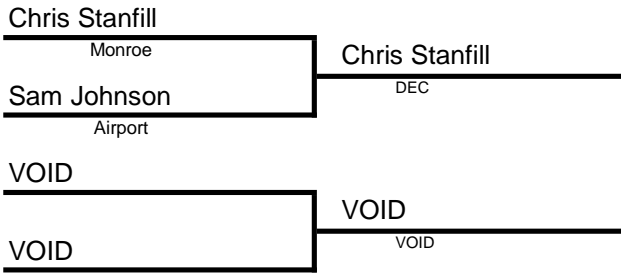 Chris Stanfill
Monroe
Chris Stanfill
DEC
Sam Johnson
Airport
VOID
VOID
VOID
VOID